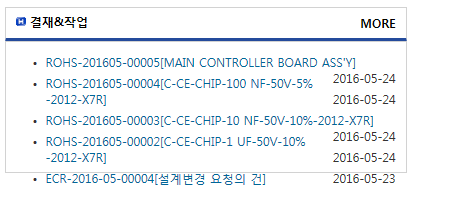 결재&작업 MORE
ROHS-201605-00005[MAIN CONTROLLER BOARD ASS'Y]
2016-05-24
ROHS-201605-00004[C-CE-CHIP-100 NF-50V-5%
-2012-X7R] 2016-05-24
ROHS-201605-00003[C-CE-CHIP-10 NF-50V-10%-2012-X7R]
2016-05-24
ROHS-201605-00002[C-CE-CHIP-1 UF-50V-10%
-2012-X7R] 2016-05-24
ECR-2016-05-00004[설계변경 요청의 건] 2016-05-23